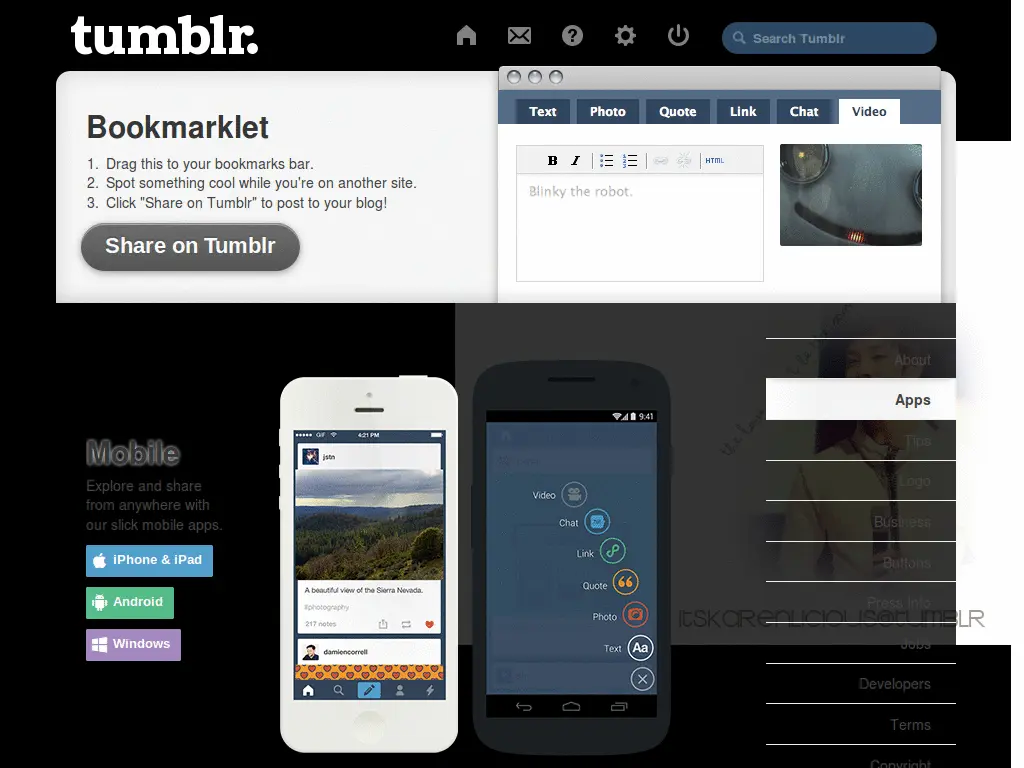 tumblr.
Search Tumblr
Bookmarklet
1. Drag this to your bookmarks bar.
2. Spot something cool while you're on another site.
3. Click "Share on Tumblr" to post to your blog!
Share on Tumblr
Text Photo Quote Link Chat Video
B I HTML
Blinky the robot.
Mobile
Explore and share
from anywhere with
our slick mobile apps.
iPhone & iPad
Android
Windows
GIF 4:21 PM
jstn
A beautiful view of the Sierra Nevada.
#photography
217 notes
damiencorrell
9:41
Video
Chat
Link
Quote
Photo
Text Aa
About
Apps
Tips
Logo
Business
Buttons
Press Info
itskarenlicious@tumblr
Jobs
Developers
Terms
Copyright